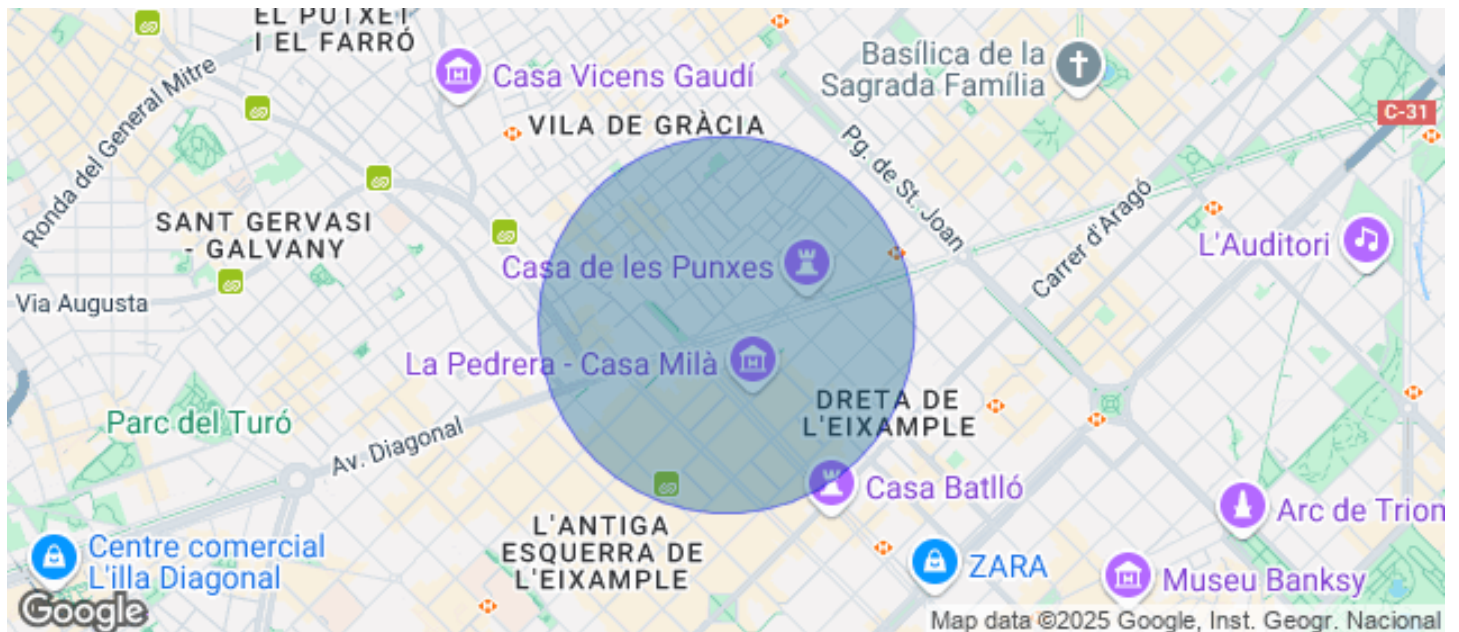 EL PUTXET
I EL FARRÓ
Ronda del General Mitre
Casa Vicens Gaudí
VILA DE GRÀCIA
Basílica de la
Sagrada Família
C-31
Pg. de St. Joan
SANT GERVASI
- GALVANY
Via Augusta
Casa de les Punxes
Carrer d'Aragó
L'Auditori
La Pedrera - Casa Milà
DRETA DE
L'EIXAMPLE
Parc del Turó
Av. Diagonal
Casa Batlló
L'ANTIGA
ESQUERRA DE
L'EIXAMPLE
Arc de Trion
Centre comercial
L'illa Diagonal
ZARA
Museu Banksy
Google
Map data ©2025 Google, Inst. Geogr. Nacional